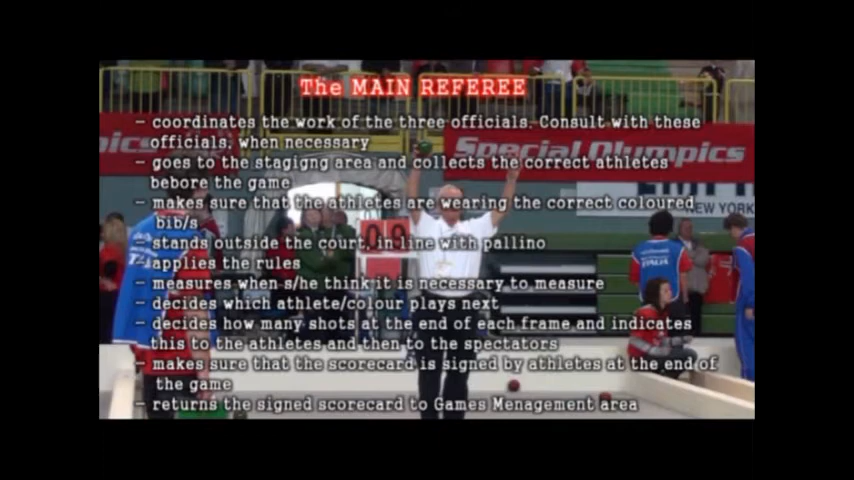 The MAIN REFEREE
- coordinates the work of the three officials. Consult with these
officials, when necessary
- goes to the stagigng area and collects the correct athletes
bebore the game
- makes sure that the athletes are wearing the correct coloured
bib/s
- stands outside the court, in line with pallino
- applies the rules
- measures when s/he think it is necessary to measure
- decides which athlete/colour plays next
- decides how many shots at the end of each frame and indicates
this to the athletes and then to the spectators
- makes sure that the scorecard is signed by athletes at the end of
the game
- returns the signed scorecard to Games Menagement area
Special Olympics
NEW YORK
09
ITALIA